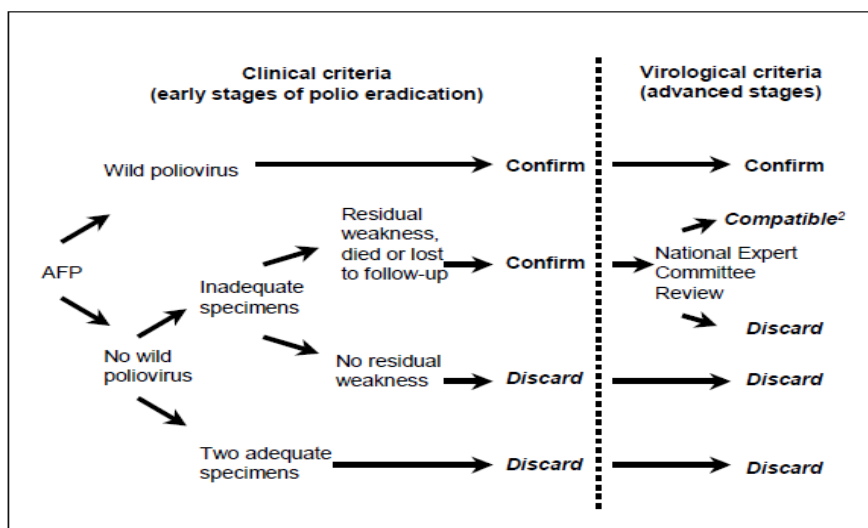 Clinical criteria
(early stages of polio eradication)
Virological criteria
(advanced stages)
Wild poliovirus
Confirm
Confirm
AFP
No wild
poliovirus
Inadequate
specimens
Residual
weakness,
died or lost
to follow-up
Confirm
National Expert
Committee
Review
Compatible²
Discard
No residual
weakness
Discard
Discard
Two adequate
specimens
Discard
Discard